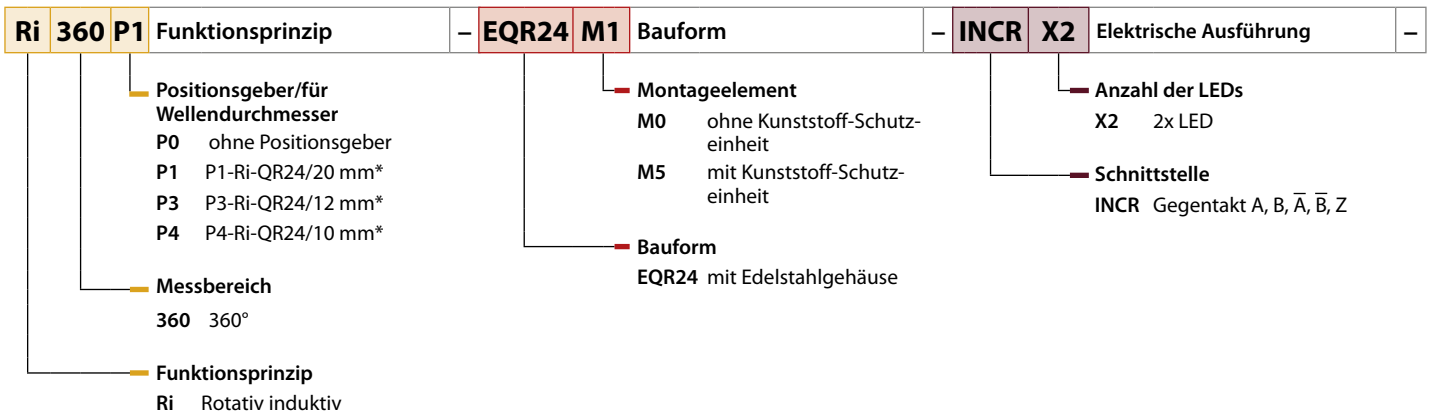 Ri 360 P1 Funktionsprinzip – EQR24 M1 Bauform – INCR X2 Elektrische Ausführung –
Positionsgeber/für
Wellendurchmesser
P0 ohne Positionsgeber
P1 P1-Ri-QR24/20 mm*
P3 P3-Ri-QR24/12 mm*
P4 P4-Ri-QR24/10 mm*
Messbereich
360 360°
Funktionsprinzip
Ri Rotativ induktiv
Montageelement
M0 ohne Kunststoff-Schutz-
einheit
M5 mit Kunststoff-Schutz-
einheit
Bauform
EQR24 mit Edelstahlgehäuse
Anzahl der LEDs
X2 2x LED
Schnittstelle
INCR Gegentakt A, B, A̅, B̅, Z